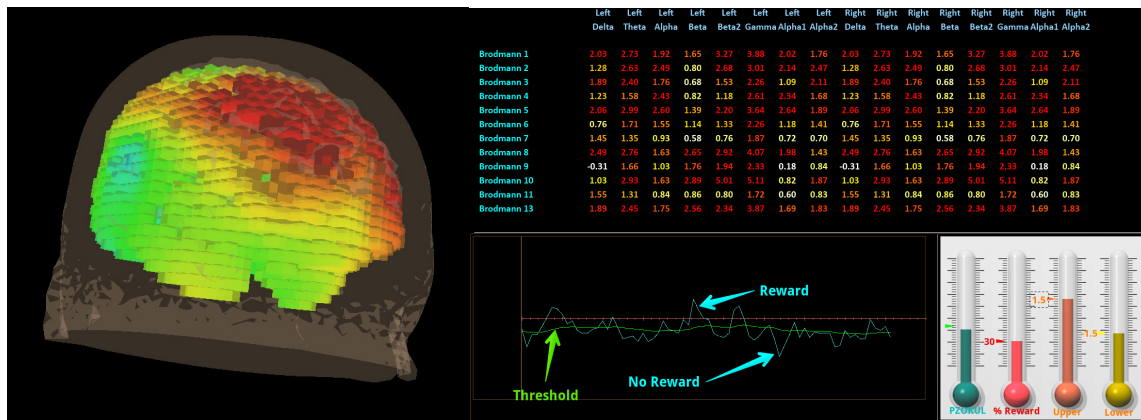 Left Left Left Left Left Left Left Left Right Right Right Right Right Right Right Right
Delta Theta Alpha Beta Beta2 Gamma Alpha1 Alpha2 Delta Theta Alpha Beta Beta2 Gamma Alpha1 Alpha2
Brodmann 1 2.03 2.73 1.92 1.65 3.27 3.88 2.02 1.76 2.03 2.73 1.92 1.65 3.27 3.88 2.02 1.76
Brodmann 2 1.28 2.63 2.49 0.80 2.68 3.01 2.14 2.47 1.28 2.63 2.49 0.80 2.68 3.01 2.14 2.47
Brodmann 3 1.89 2.40 1.76 0.68 1.53 2.26 1.09 2.11 1.89 2.40 1.76 0.68 1.53 2.26 1.09 2.11
Brodmann 4 1.23 1.58 2.43 0.82 1.18 2.61 2.34 1.68 1.23 1.58 2.43 0.82 1.18 2.61 2.34 1.68
Brodmann 5 2.06 2.99 2.60 1.39 2.20 3.64 2.64 1.89 2.06 2.99 2.60 1.39 2.20 3.64 2.64 1.89
Brodmann 6 0.76 1.71 1.55 1.14 1.33 2.26 1.18 1.41 0.76 1.71 1.55 1.14 1.33 2.26 1.18 1.41
Brodmann 7 1.45 1.35 0.93 0.58 0.76 1.87 0.72 0.70 1.45 1.35 0.93 0.58 0.76 1.87 0.72 0.70
Brodmann 8 2.49 2.76 1.63 2.65 2.92 4.07 1.98 1.43 2.49 2.76 1.63 2.65 2.92 4.07 1.98 1.43
Brodmann 9 -0.31 1.66 1.03 1.76 1.94 2.33 0.18 0.84 -0.31 1.66 1.03 1.76 1.94 2.33 0.18 0.84
Brodmann 10 1.03 2.93 1.63 2.89 5.01 5.11 0.82 1.87 1.03 2.93 1.63 2.89 5.01 5.11 0.82 1.87
Brodmann 11 1.55 1.31 0.84 0.86 0.80 1.72 0.60 0.83 1.55 1.31 0.84 0.86 0.80 1.72 0.60 0.83
Brodmann 13 1.89 2.45 1.75 2.56 2.34 3.87 1.69 1.83 1.89 2.45 1.75 2.56 2.34 3.87 1.69 1.83
Reward
Threshold
No Reward
30
1.5
-1.5
PZOKUL % Reward Upper Lower